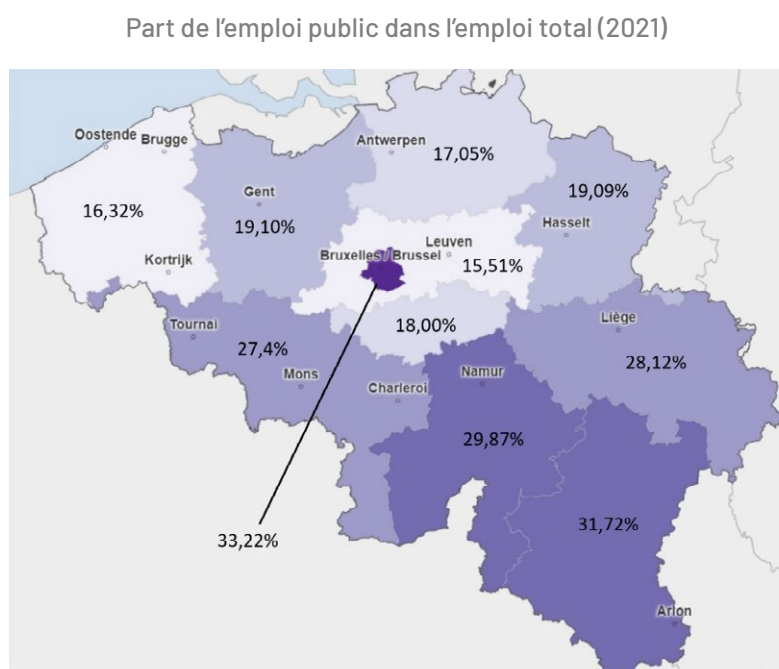 Part de l'emploi public dans l'emploi total (2021)
Oostende
Brugge
Antwerpen
17,05%
19,09%
Gent
16,32%
19,10%
Hasselt
Leuven
Bruxelles / Brussel
15,51%
Kortrijk
Tournai
18,00%
Liège
27,4%
28,12%
Mons
Namur
Charleroi
29,87%
31,72%
33,22%
Arlon